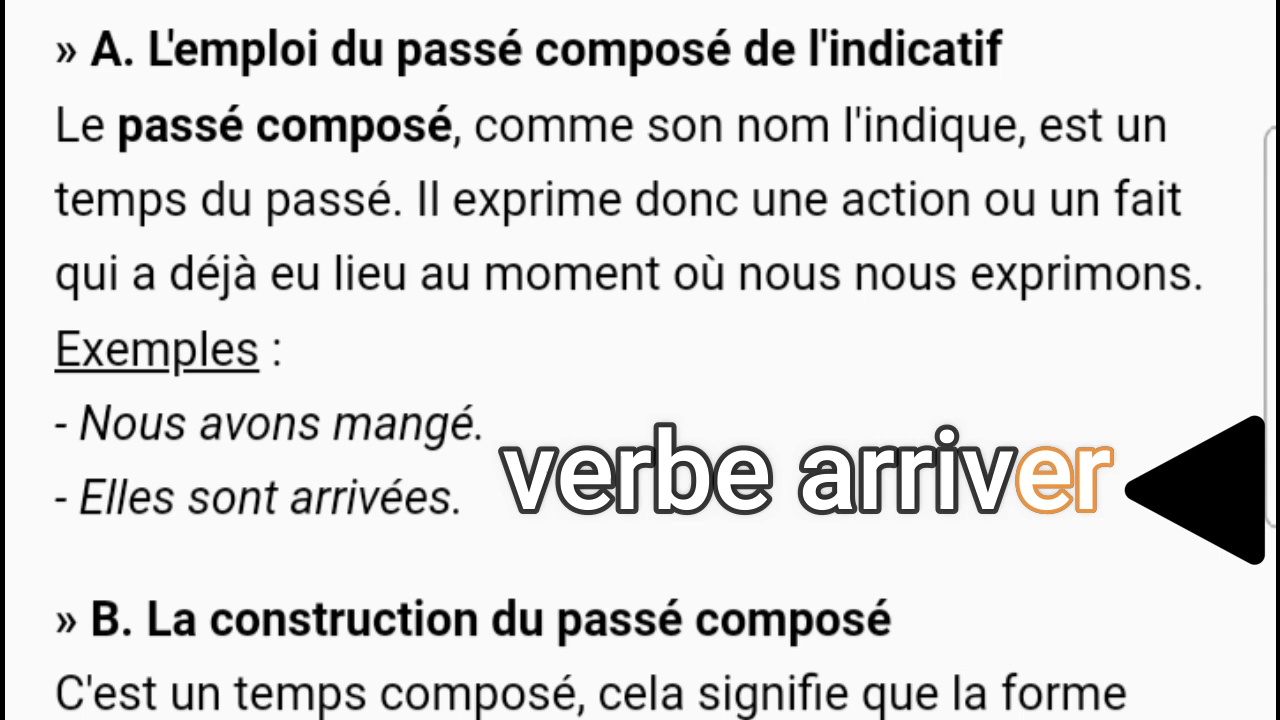 » A. L'emploi du passé composé de l'indicatif
Le passé composé, comme son nom l'indique, est un
temps du passé. Il exprime donc une action ou un fait
qui a déjà eu lieu au moment où nous nous exprimons.
Exemples :
- Nous avons mangé.
- Elles sont arrivées.
verbe arriver
» B. La construction du passé composé
C'est un temps composé, cela signifie que la forme